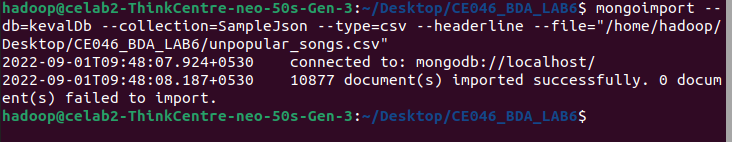 hadoop@celab2-ThinkCentre-neo-50s-Gen-3:~/Desktop/CE046_BDA_LAB6$ mongoimport --
db=kevalDb --collection=SampleJson --type=csv --headerline --file="/home/hadoop/
Desktop/CE046_BDA_LAB6/unpopular_songs.csv"
2022-09-01T09:48:07.924+0530    connected to: mongodb://localhost/
2022-09-01T09:48:08.187+0530    10877 document(s) imported successfully. 0 docum
ent(s) failed to import.
hadoop@celab2-ThinkCentre-neo-50s-Gen-3:~/Desktop/CE046_BDA_LAB6$